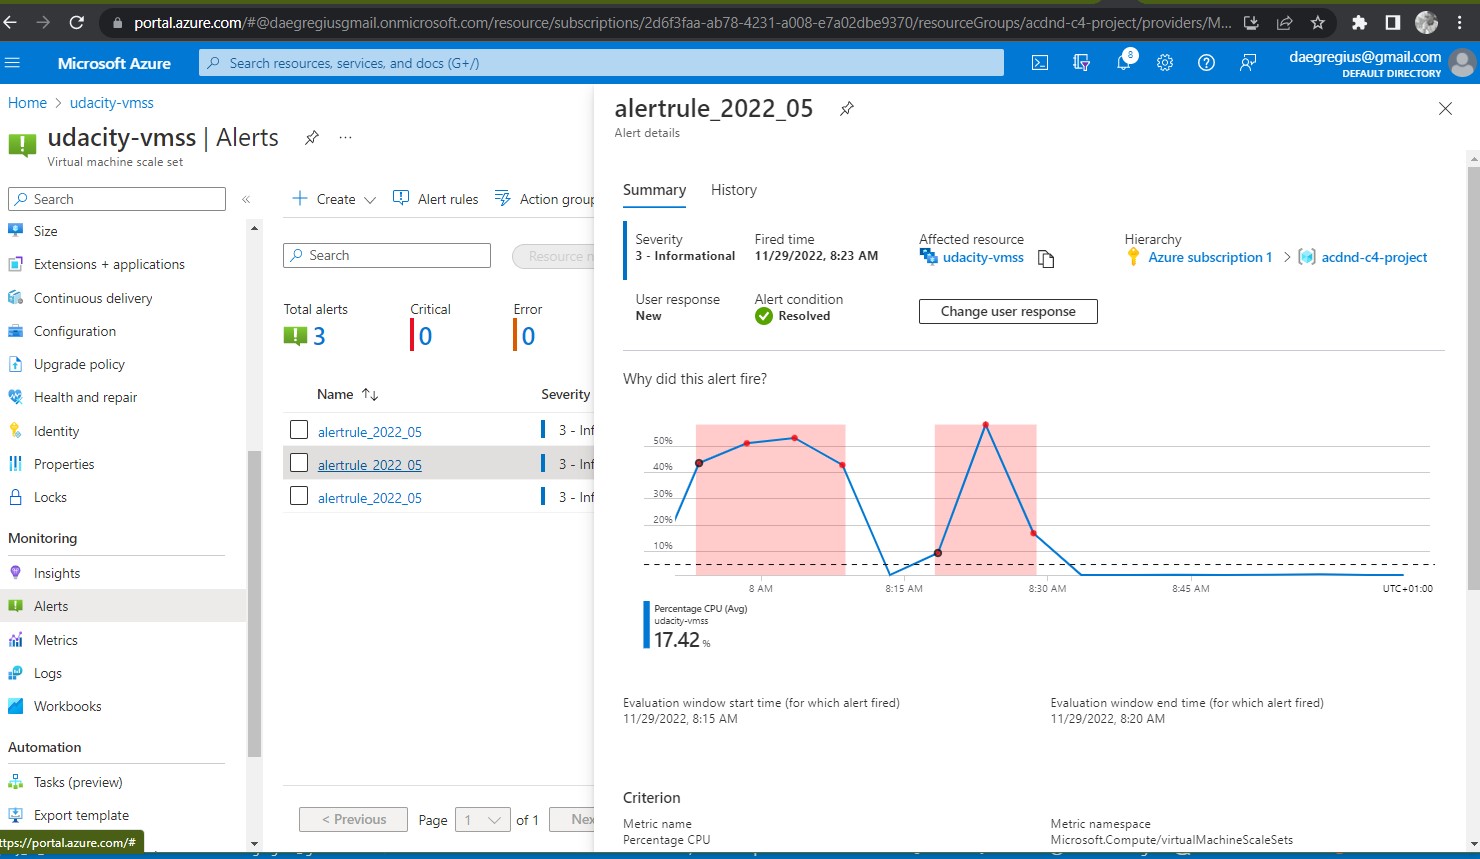 portal.azure.com/#@daegregiusgmail.onmicrosoft.com/resource/subscriptions/2d6f3faa-ab78-4231-a008-e7a02dbe9370/resourceGroups/acdnd-c4-project/providers/M...
Microsoft Azure
Search resources, services, and docs (G+/)
8
daegregius@gmail.com
DEFAULT DIRECTORY
Home > udacity-vmss
udacity-vmss | Alerts
...
Virtual machine scale set
Search
«
Size
Extensions + applications
Continuous delivery
Configuration
Upgrade policy
Health and repair
Identity
Properties
Locks
Monitoring
Insights
Alerts
Metrics
Logs
Workbooks
Automation
Tasks (preview)
Export template
ttps://portal.azure.com/#
Create
Alert rules
Action group
Search
Resource n
Total alerts
3
Critical
0
Error
0
Name
Severity
alertrule_2022_05
3 - Inf
alertrule_2022_05
3 - Inf
alertrule_2022_05
3 - Inf
< Previous
Page
1
of 1
Nex
alertrule_2022_05
Alert details
Summary
History
Severity
3 - Informational
Fired time
11/29/2022, 8:23 AM
Affected resource
udacity-vmss
Hierarchy
Azure subscription 1 > acdnd-c4-project
User response
New
Alert condition
Resolved
Change user response
Why did this alert fire?
50%
40%
30%
20%
10%
8 AM
8:15 AM
8:30 AM
8:45 AM
UTC+01:00
Percentage CPU (Avg)
udacity-vmss
17.42 %
Evaluation window start time (for which alert fired)
11/29/2022, 8:15 AM
Evaluation window end time (for which alert fired)
11/29/2022, 8:20 AM
Criterion
Metric name
Percentage CPU
Metric namespace
Microsoft.Compute/virtualMachineScaleSets